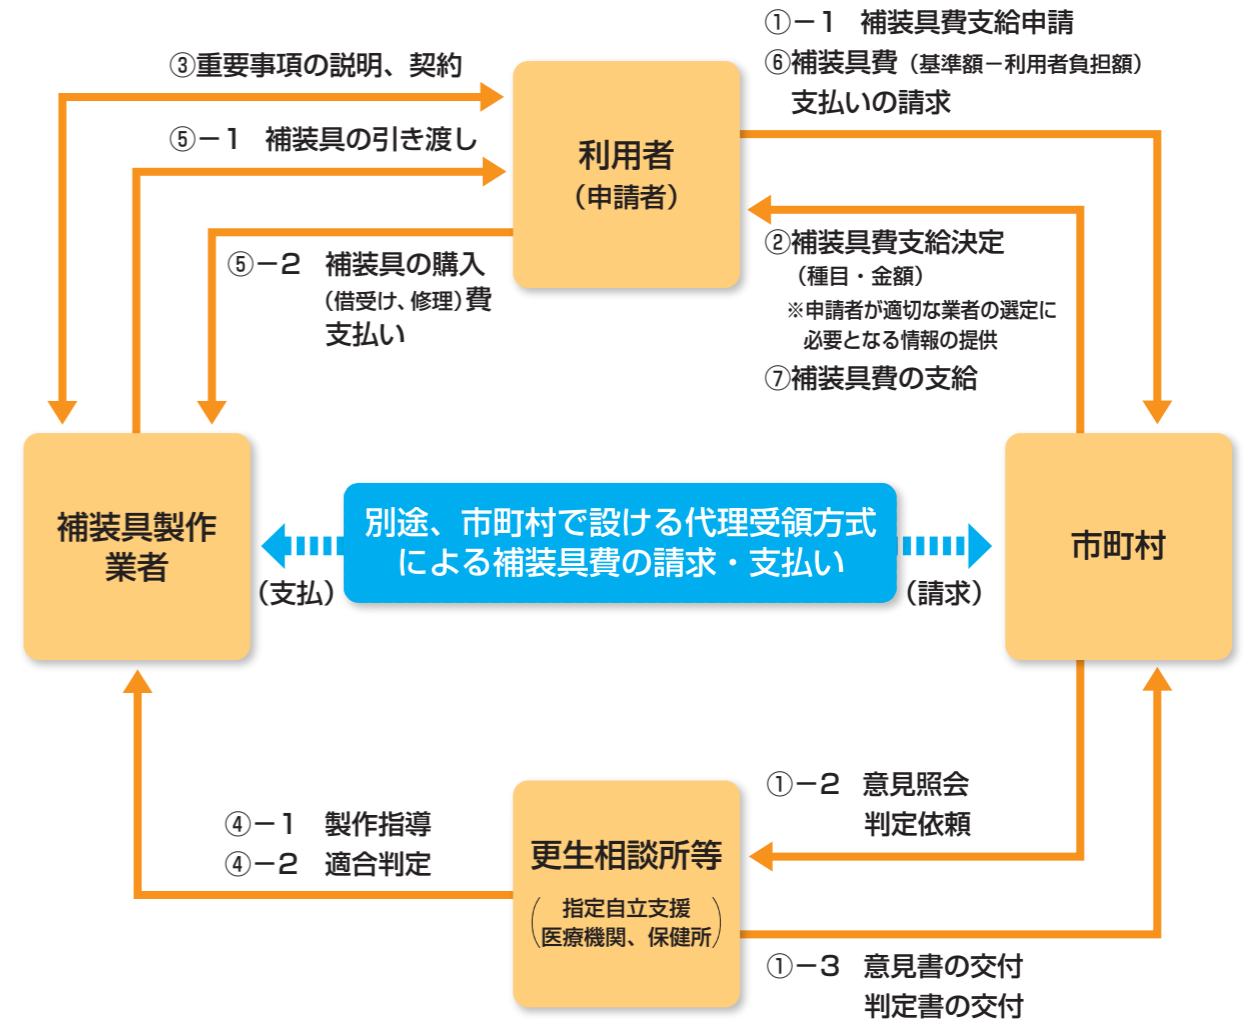 ①－1　補装具費支給申請
⑥補装具費（基準額－利用者負担額）
支払いの請求
③重要事項の説明、契約
⑤－1　補装具の引き渡し
利用者
（申請者）
⑤－2　補装具の購入
（借受け、修理）費
支払い
②補装具費支給決定
（種目・金額）
※申請者が適切な業者の選定に
必要となる情報の提供
⑦補装具費の支給
補装具製作
業者
別途、市町村で設ける代理受領方式
による補装具費の請求・支払い
（支払）
（請求）
市町村
④－1　製作指導
④－2　適合判定
更生相談所等
（指定自立支援
医療機関、保健所）
①－2　意見照会
判定依頼
①－3　意見書の交付
判定書の交付